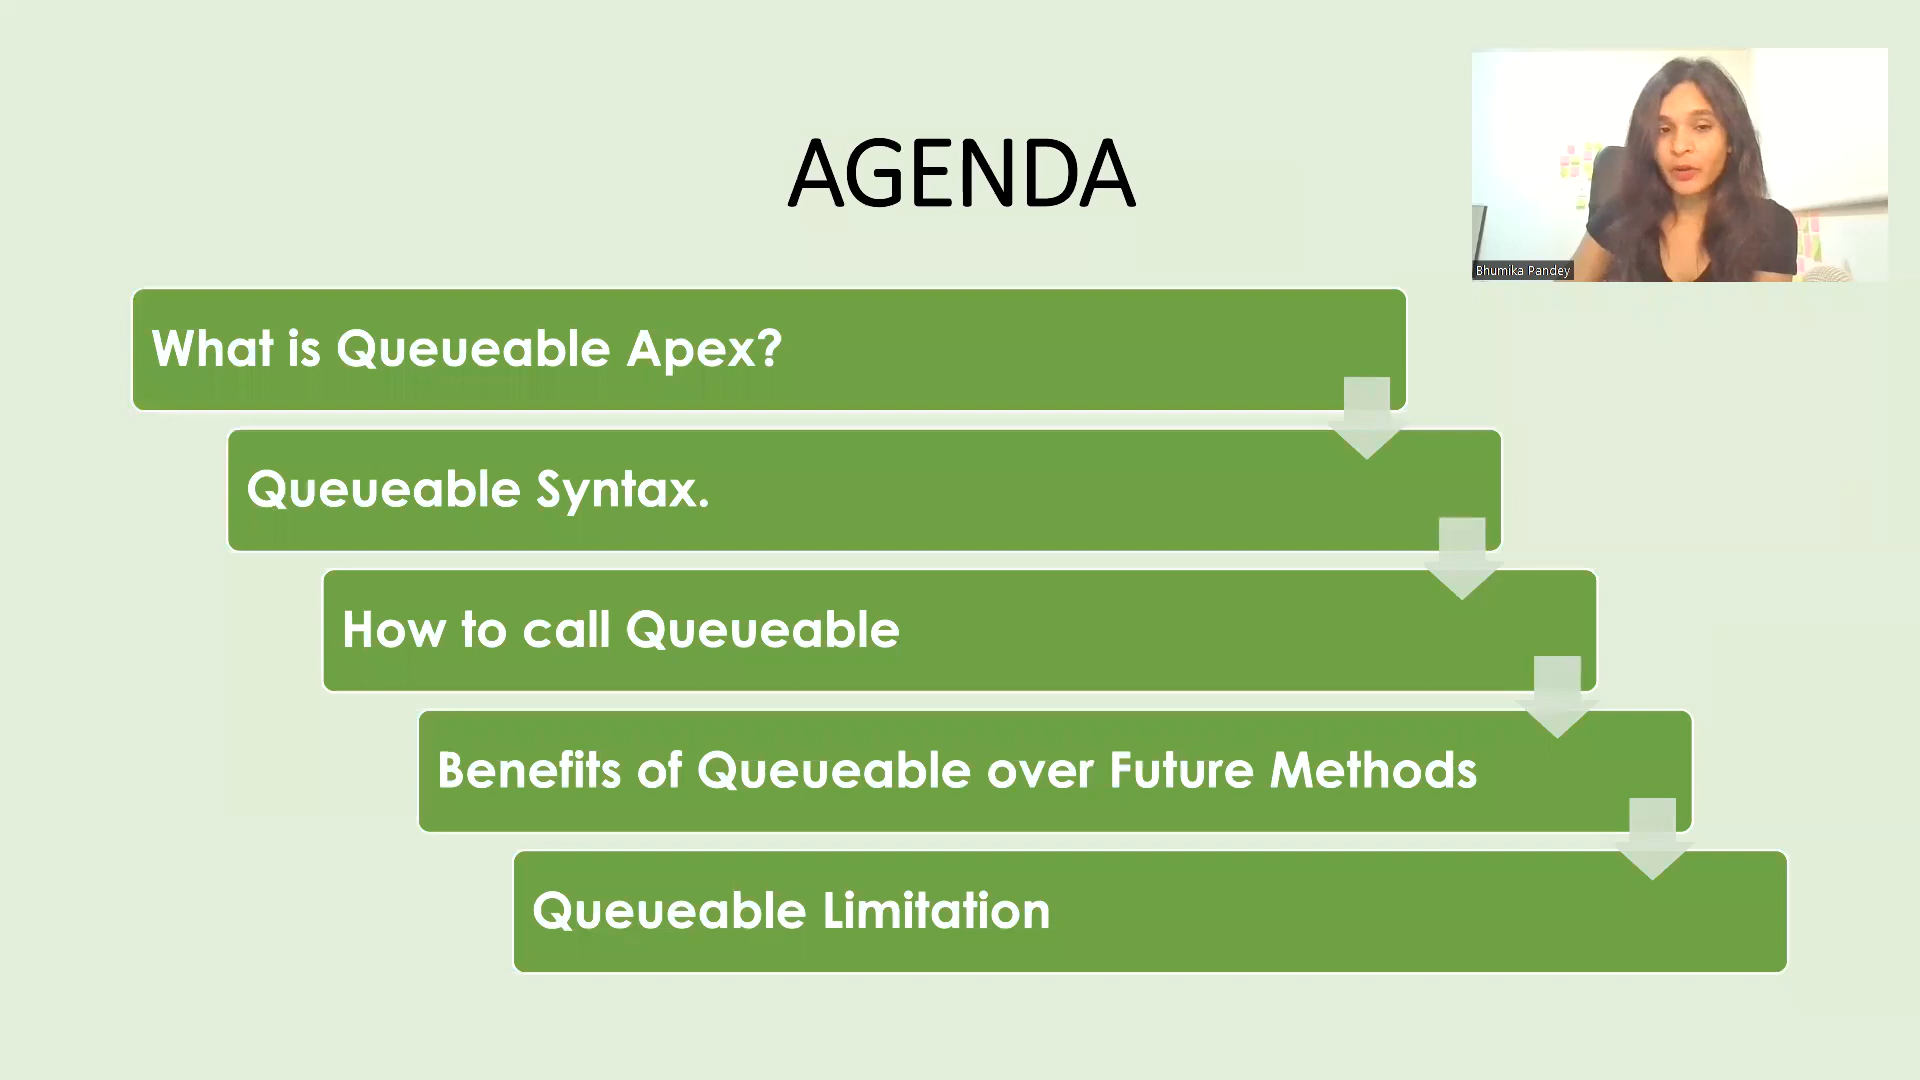 AGENDA
Bhumika Pandey
What is Queueable Apex?
Queueable Syntax.
How to call Queueable
Benefits of Queueable over Future Methods
Queueable Limitation